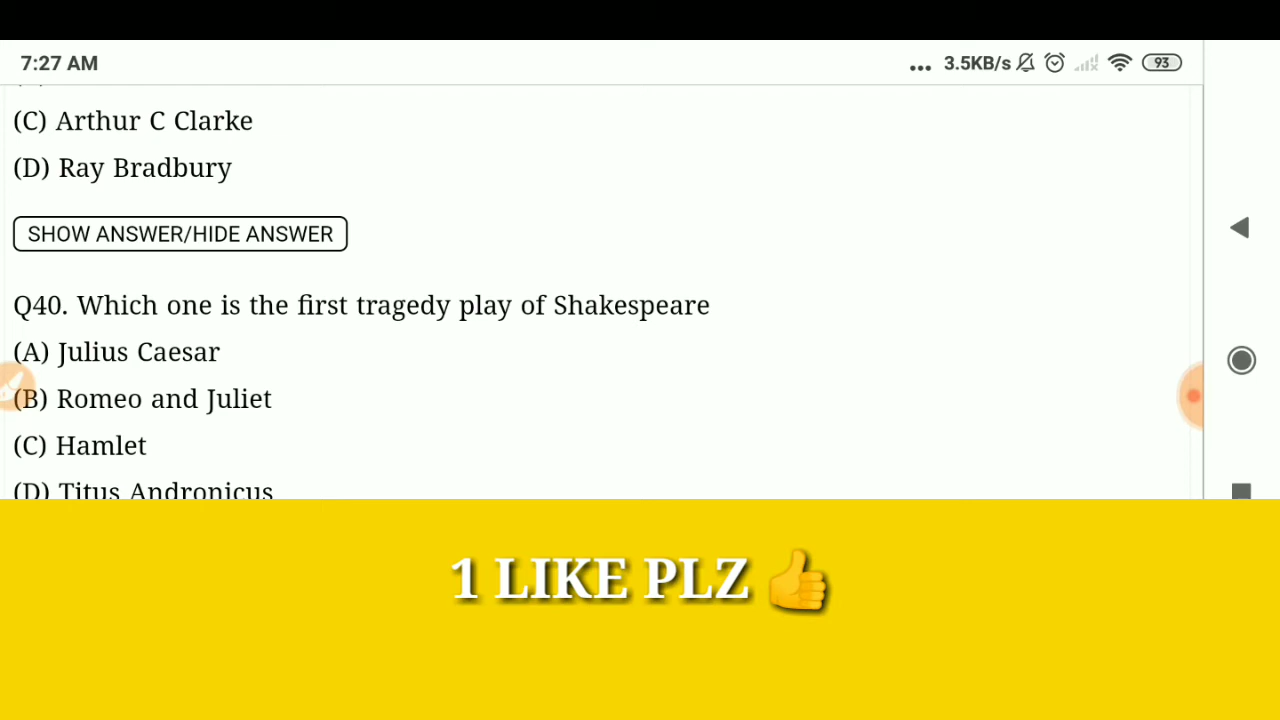 7:27 AM
... 3.5KB/s 93
(C) Arthur C Clarke
(D) Ray Bradbury
SHOW ANSWER/HIDE ANSWER
Q40. Which one is the first tragedy play of Shakespeare
(A) Julius Caesar
(B) Romeo and Juliet
(C) Hamlet
(D) Titus Andronicus
1 LIKE PLZ 👍